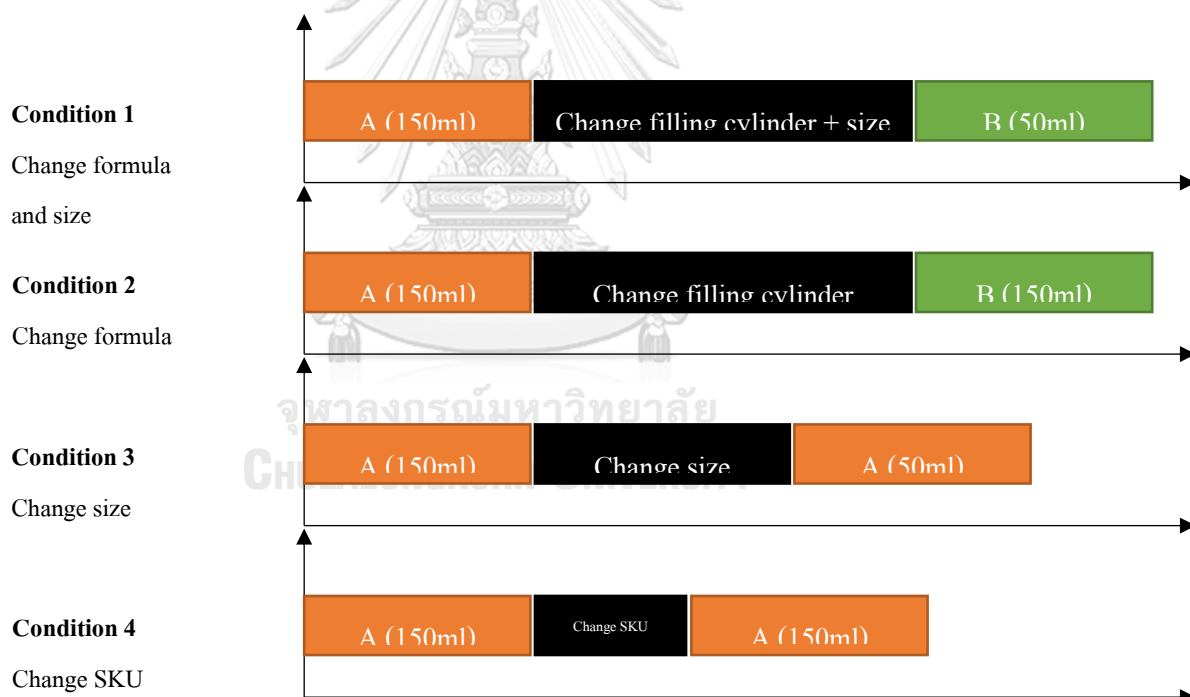 Condition 1
Change formula
and size
A (150ml)
Change filling cylinder + size
B (50ml)
Condition 2
Change formula
A (150ml)
Change filling cylinder
B (150ml)
จุฬาลงกรณ์มหาวิทยาลัย
Condition 3
Change size
A (150ml)
Change size
A (50ml)
CHULALONGKORN UNIVERSITY
Condition 4
Change SKU
A (150ml)
Change SKU
A (150ml)